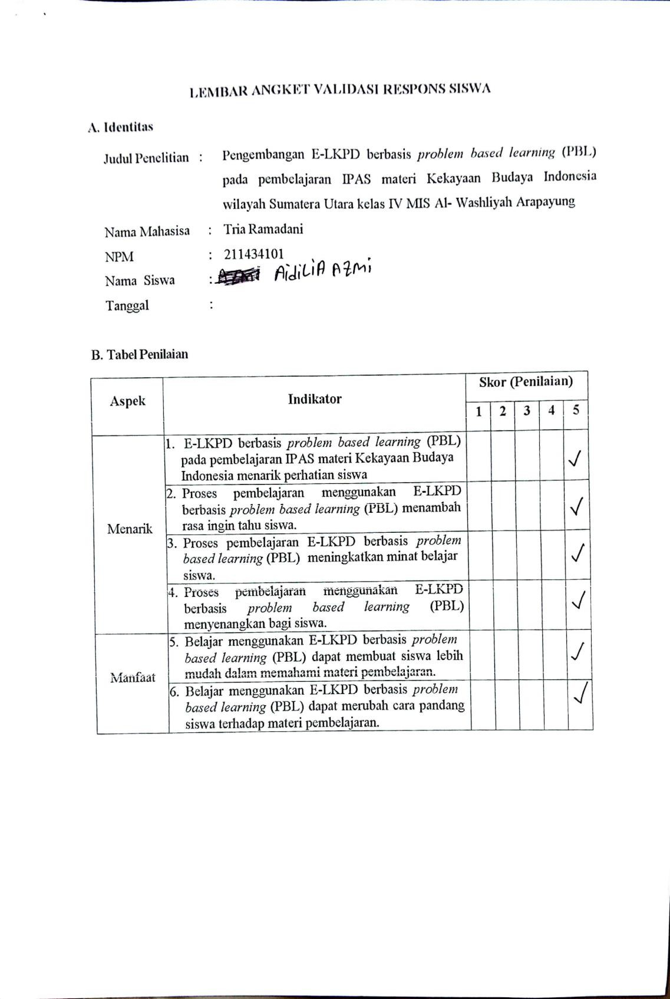 LEMBAR ANGKET VALIDASI RESPONS SISWA
A. Identitas
Judul Penelitian : Pengembangan E-LKPD berbasis problem based learning (PBL)
pada pembelajaran IPAS materi Kekayaan Budaya Indonesia
wilayah Sumatera Utara kelas IV MIS Al- Washliyah Arapayung
Nama Mahasisa : Tria Ramadani
NPM : 211434101
Nama Siswa : AidiLiA AZMi
Tanggal :
B. Tabel Penilaian
Aspek Indikator Skor (Penilaian)
1 2 3 4 5
Menarik
1. E-LKPD berbasis problem based learning (PBL)
pada pembelajaran IPAS materi Kekayaan Budaya
Indonesia menarik perhatian siswa ✓
2. Proses pembelajaran menggunakan E-LKPD
berbasis problem based learning (PBL) menambah ✓
rasa ingin tahu siswa.
3. Proses pembelajaran E-LKPD berbasis problem
based learning (PBL) meningkatkan minat belajar ✓
siswa.
4. Proses pembelajaran menggunakan E-LKPD
berbasis problem based learning (PBL) ✓
menyenangkan bagi siswa.
Manfaat
5. Belajar menggunakan E-LKPD berbasis problem
based learning (PBL) dapat membuat siswa lebih ✓
mudah dalam memahami materi pembelajaran.
6. Belajar menggunakan E-LKPD berbasis problem
based learning (PBL) dapat merubah cara pandang ✓
siswa terhadap materi pembelajaran.